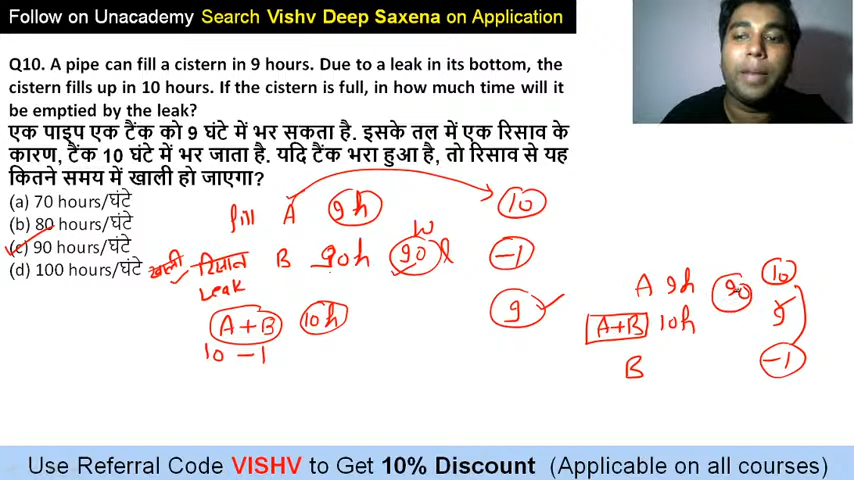 Follow on Unacademy Search Vishv Deep Saxena on Application
Q10. A pipe can fill a cistern in 9 hours. Due to a leak in its bottom, the
cistern fills up in 10 hours. If the cistern is full, in how much time will it
be emptied by the leak?
एक पाइप एक टैंक को 9 घंटे में भर सकता है. इसके तल में एक रिसाव के
कारण, टैंक 10 घंटे में भर जाता है. यदि टैंक भरा हुआ है, तो रिसाव से यह
कितने समय में खाली हो जाएगा?
(a) 70 hours/घंटे
(b) 80 hours/घंटे
(c) 90 hours/घंटे
(d) 100 hours/घंटे
fill A 9h 10
W
खाली रिसाव B 90h 90 l -1
Leak
A+B 10h 9
10 -1
A 9h 90 10
A+B 10h 9
B -1
Use Referral Code VISHV to Get 10% Discount (Applicable on all courses)